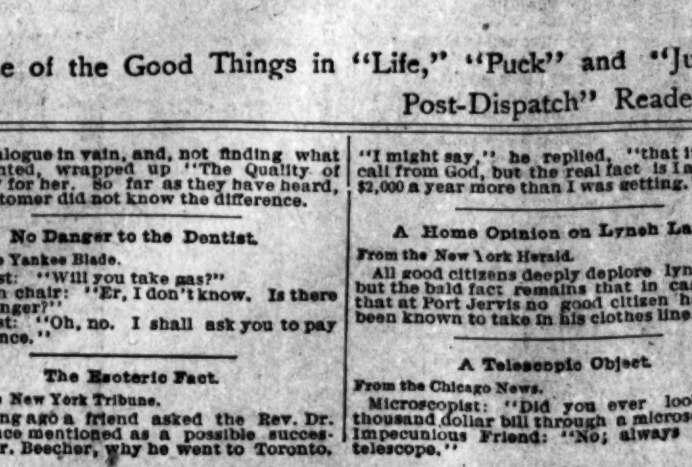 e of the Good Things in "Life," "Puck" and "Ju
Post-Dispatch" Reade
alogue in vain, and, not finding what
nted, wrapped up "The Quality of
for her. So far as they have heard,
tomer did not know the difference.
No Danger to the Dentist.
Yankee Blade.
st: "Will you take gas?"
n chair: "Er, I don't know. Is there
nger?"
st: "Oh, no. I shall ask you to pay
nce."
The Esoteric Fact.
New York Tribune.
ng ago a friend asked the Rev. Dr.
nce mentioned as a possible succes-
r. Beecher, why he went to Toronto.
"I might say," he replied, "that i
call from God, but the real fact is I a
$2,000 a year more than I was getting.
A Home Opinion on Lynch La
From the New York Herald.
All good citizens deeply deplore lyn
but the bald fact remains that in cas
that at Port Jervis no good citizen h
been known to take in his clothes line
A Telescopic Object.
From the Chicago News.
Microscopist: "Did you ever loo
thousand dollar bill through a micros
Impecunious Friend: "No; always
telescope."